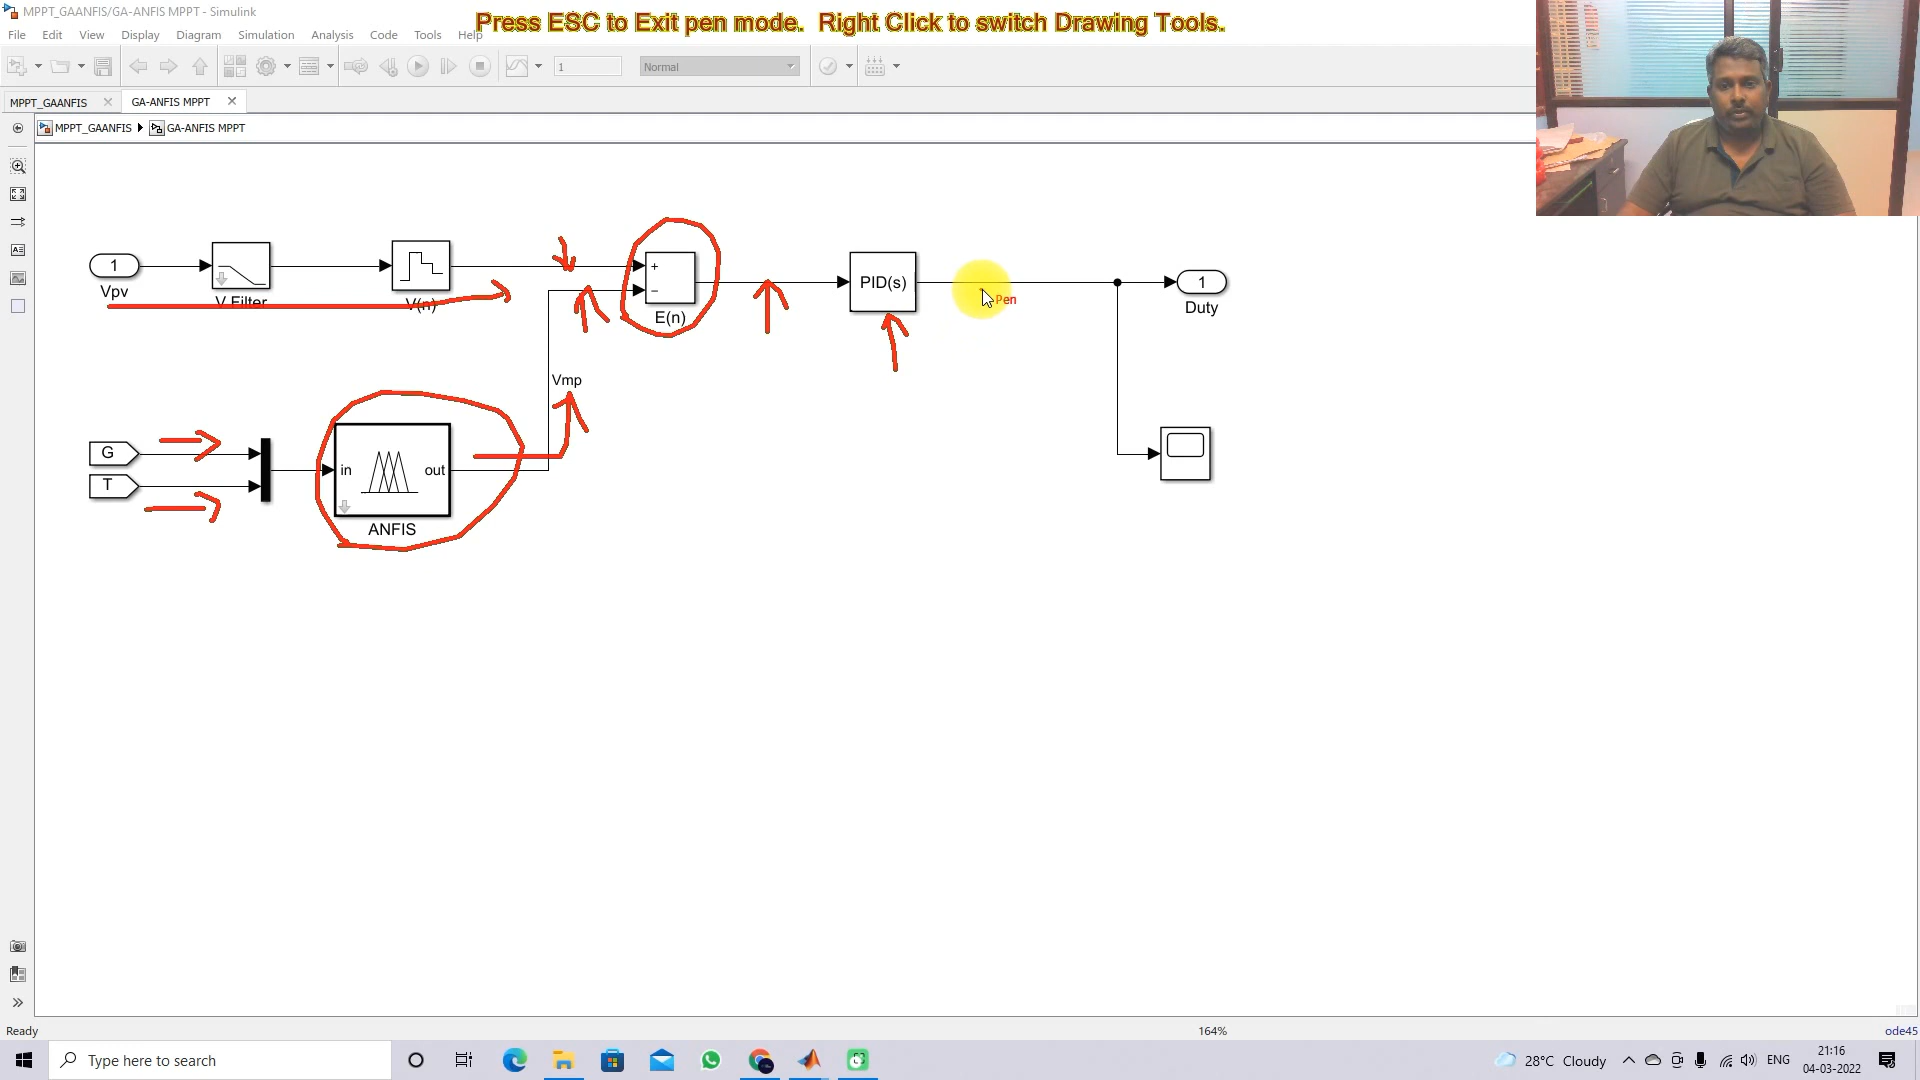 MPPT_GAANFIS/GA-ANFIS MPPT - Simulink
Press ESC to Exit pen mode. Right Click to switch Drawing Tools.
File Edit View Display Diagram Simulation Analysis Code Tools Help
1 Normal
MPPT_GAANFIS GA-ANFIS MPPT
MPPT_GAANFIS GA-ANFIS MPPT
1
Vpv
V Filter
V(n)
+
−
E(n)
PID(s)
Pen
1
Duty
Vmp
G
T
in out
ANFIS
Ready 164% ode45
Type here to search 28°C Cloudy ENG 21:16
04-03-2022